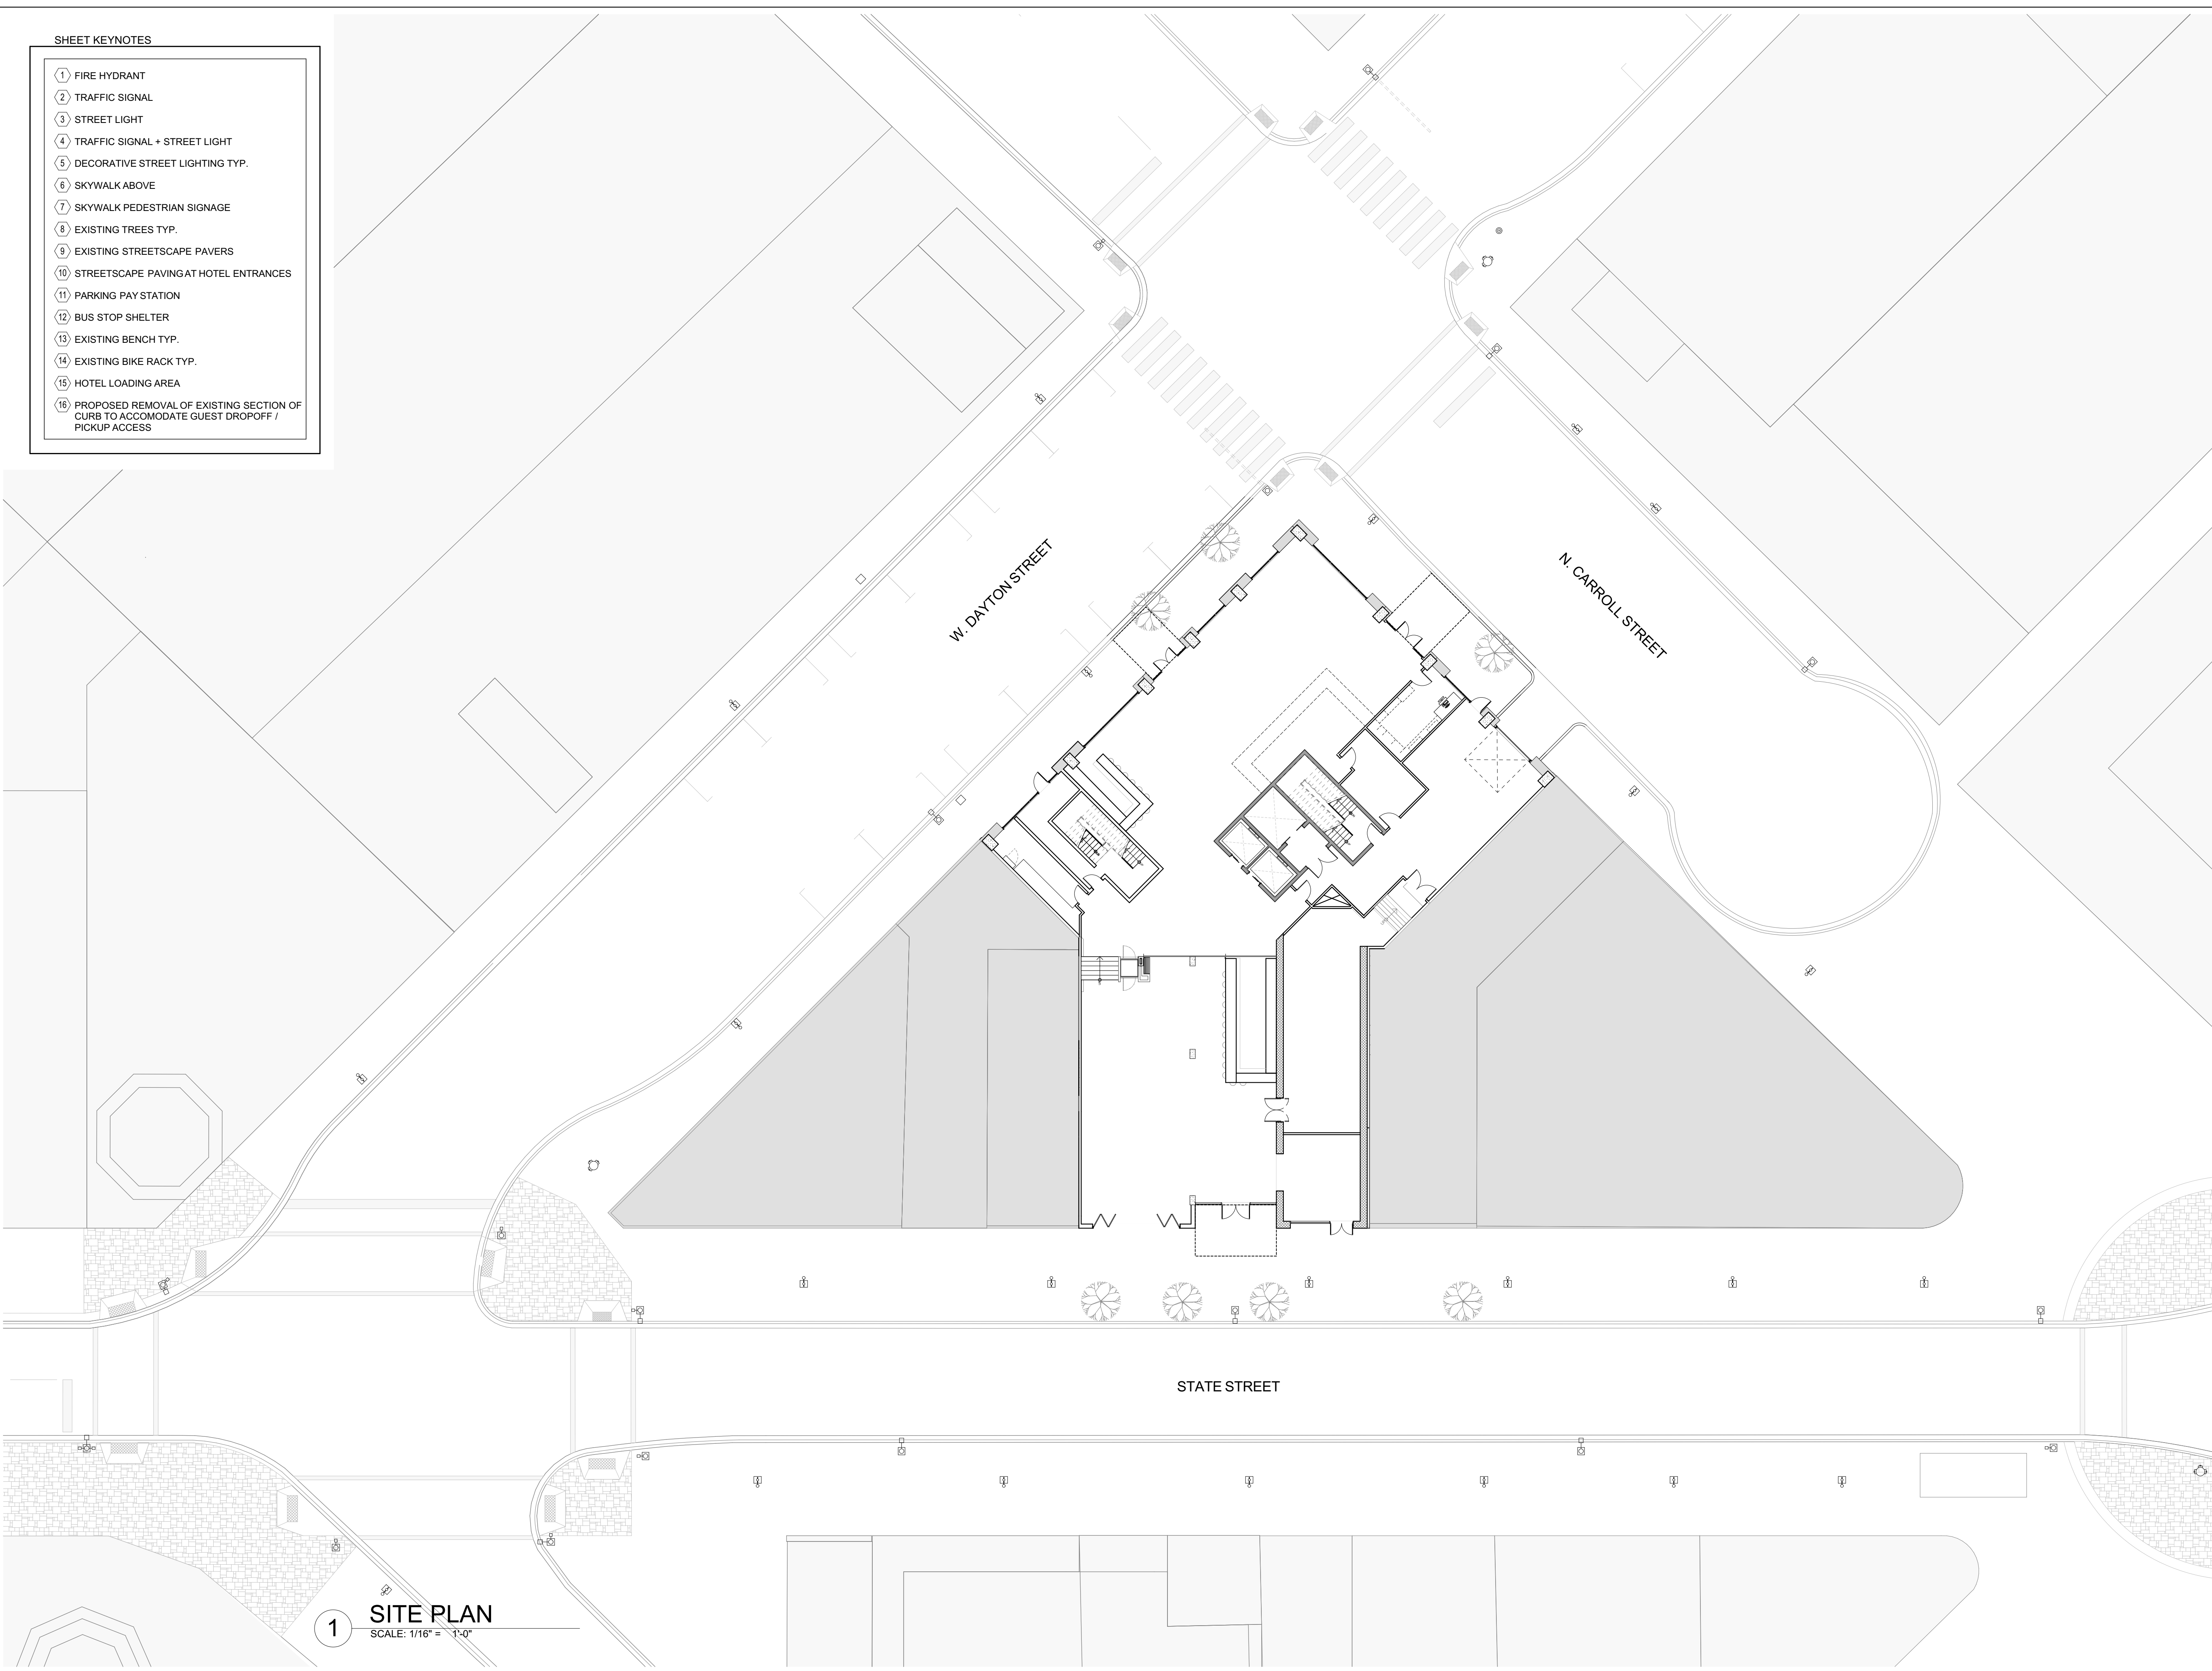 SHEET KEYNOTES
1 FIRE HYDRANT
2 TRAFFIC SIGNAL
3 STREET LIGHT
4 TRAFFIC SIGNAL + STREET LIGHT
5 DECORATIVE STREET LIGHTING TYP.
6 SKYWALK ABOVE
7 SKYWALK PEDESTRIAN SIGNAGE
8 EXISTING TREES TYP.
9 EXISTING STREETSCAPE PAVERS
10 STREETSCAPE PAVING AT HOTEL ENTRANCES
11 PARKING PAY STATION
12 BUS STOP SHELTER
13 EXISTING BENCH TYP.
14 EXISTING BIKE RACK TYP.
15 HOTEL LOADING AREA
16 PROPOSED REMOVAL OF EXISTING SECTION OF
CURB TO ACCOMODATE GUEST DROPOFF /
PICKUP ACCESS
W. DAYTON STREET
N. CARROLL STREET
STATE STREET
1 SITE PLAN
SCALE: 1/16" = 1'-0"